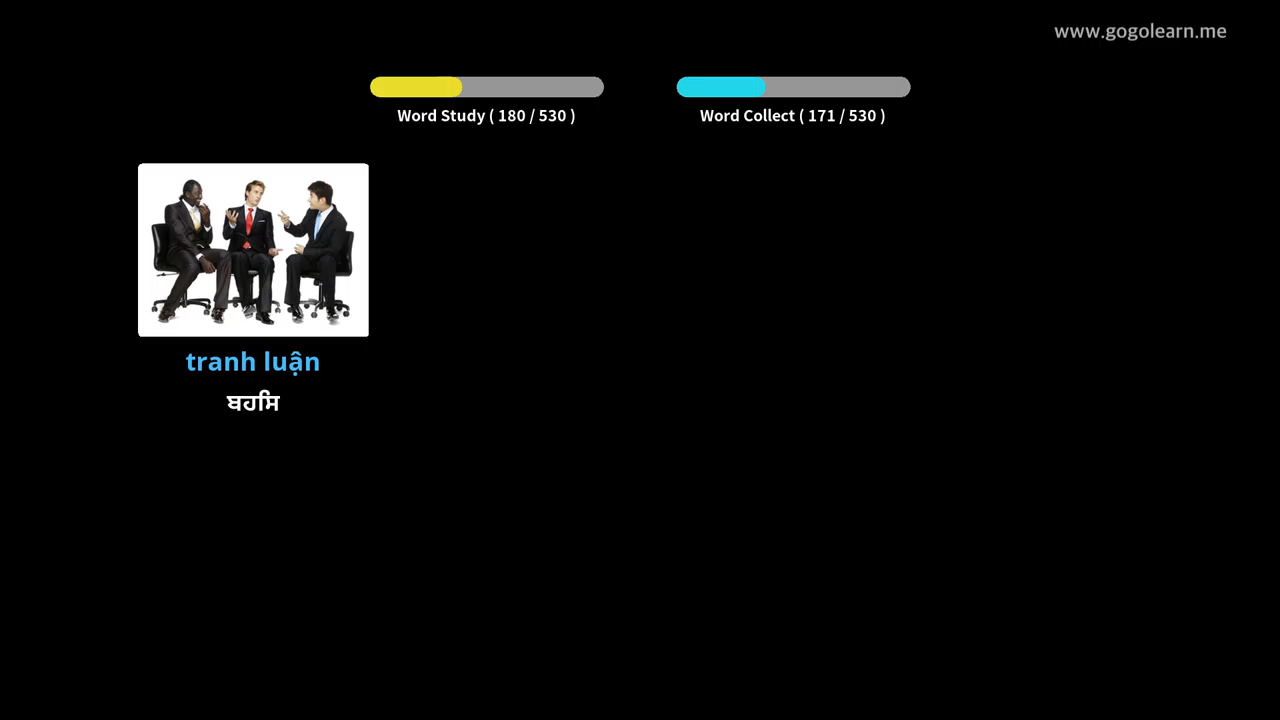 www.gogolearn.me
Word Study ( 180 / 530 )
Word Collect ( 171 / 530 )
tranh luận
ਬਹਸਿ